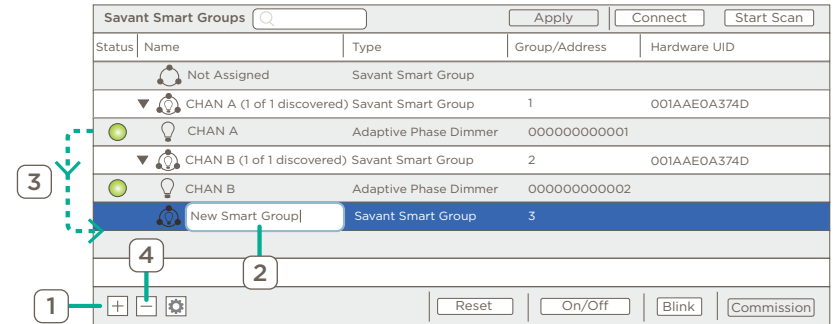 Savant Smart Groups Apply Connect Start Scan
Status Name Type Group/Address Hardware UID
Not Assigned Savant Smart Group
CHAN A (1 of 1 discovered) Savant Smart Group 1 001AAE0A374D
CHAN A Adaptive Phase Dimmer 000000000001
CHAN B (1 of 1 discovered) Savant Smart Group 2 001AAE0A374D
3 CHAN B Adaptive Phase Dimmer 000000000002
New Smart Group Savant Smart Group 3
4
2
1 + − Reset On/Off Blink Commission